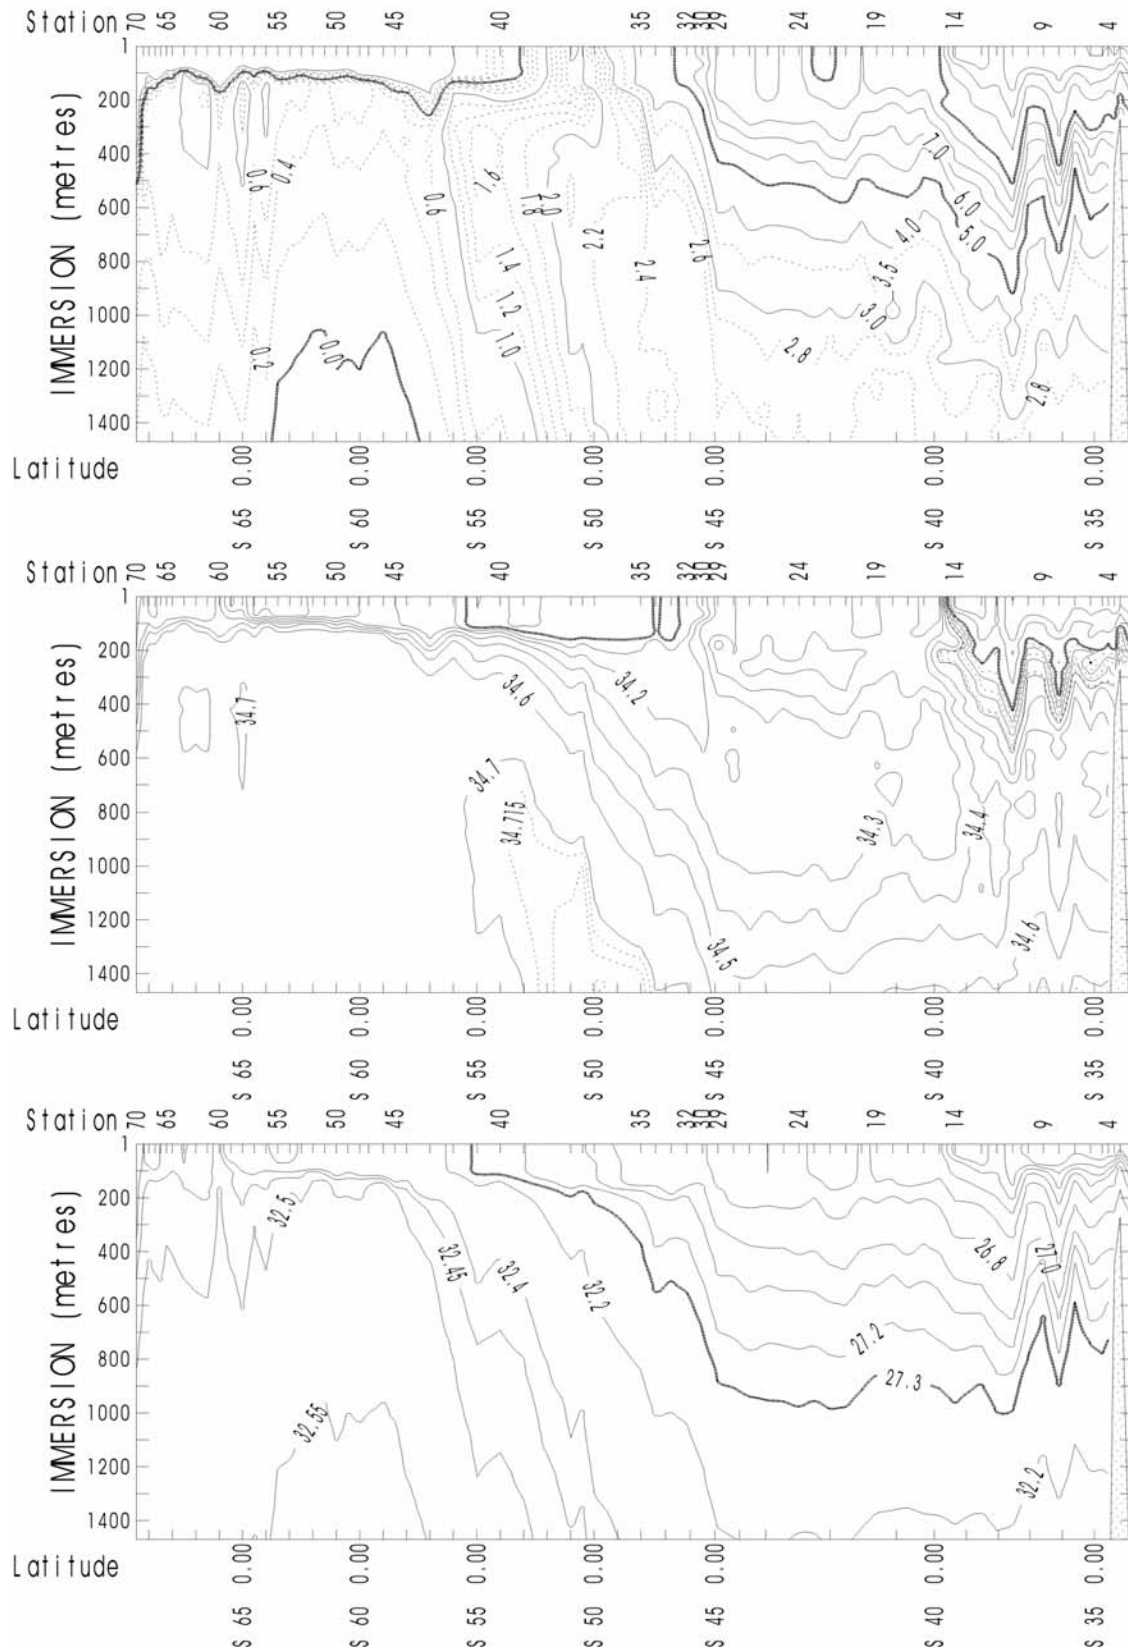 Station 70 65 60 55 50 45 40 35 32 30 29 24 19 14 9 4
IMMERSION (metres)
1
200
400
600
800
1000
1200
1400
0.6
0.4
0.2
0.0
0.6
1.6
1.4
1.2
1.0
1.8
2.0
2.2
2.4
2.6
2.8
3.0
3.5
4.0
5.0
6.0
7.0
2.8
Latitude
S 65 0.00
S 60 0.00
S 55 0.00
S 50 0.00
S 45 0.00
S 40 0.00
S 35 0.00
Station 70 65 60 55 50 45 40 35 32 30 29 24 19 14 9 4
IMMERSION (metres)
1
200
400
600
800
1000
1200
1400
34.7
34.6
34.2
34.7
34.715
34.3
34.4
34.5
34.6
Latitude
S 65 0.00
S 60 0.00
S 55 0.00
S 50 0.00
S 45 0.00
S 40 0.00
S 35 0.00
Station 70 65 60 55 50 45 40 35 32 30 29 24 19 14 9 4
IMMERSION (metres)
1
200
400
600
800
1000
1200
1400
32.5
32.45
32.4
32.2
26.8
27.0
27.2
27.3
32.55
32.2
Latitude
S 65 0.00
S 60 0.00
S 55 0.00
S 50 0.00
S 45 0.00
S 40 0.00
S 35 0.00